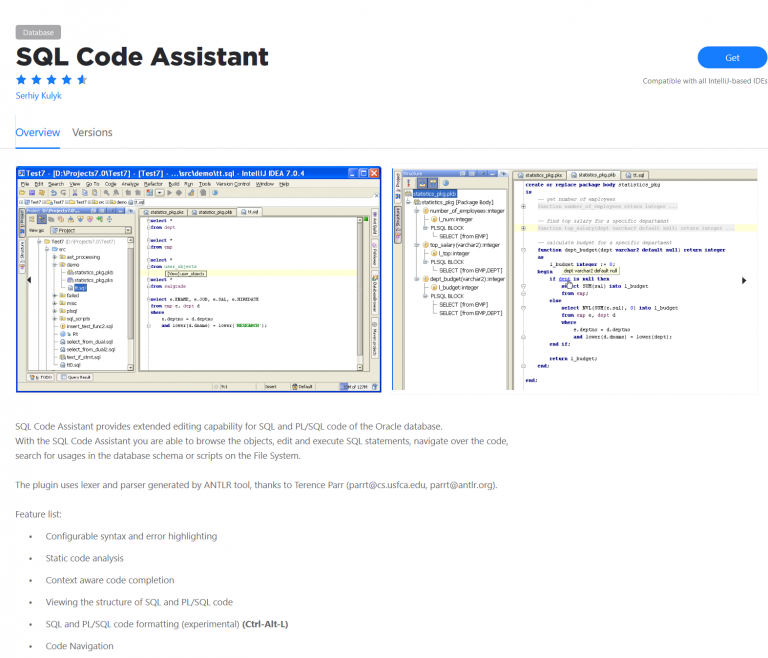 Database
SQL Code Assistant
Get
Serhiy Kulyk
Compatible with all IntelliJ-based IDEs
Overview Versions
Test7 - [D:\Projects7.0\Test7] - [Test7] - ...\src\demo\tt.sql - IntelliJ IDEA 7.0.4
File Edit Search View Go To Code Analyze Refactor Build Run Tools Version Control Window Help
statistics_pkg.pks statistics_pkg.pkb tt.sql
Project
Test7
src
ast_processing
demo
statistics_pkg.pkb
statistics_pkg.pks
tt.sql
failed
misc
plsql
sql_scripts
insert_test_func2.sql
select_from_dual.sql
select_from_dual2.sql
select *
from dept
select *
from emp
select *
from user_objects
[View] user_objects
select *
from salgrade
select e.ENAME, e.JOB, e.SAL, e.HIREDATE
from emp e, dept d
where
e.deptno = d.deptno
and lower(d.dname) = lower('RESEARCH');
Query Result
Insert
Default
Structure
statistics_pkg.pkb
statistics_pkg [Package Body]
number_of_employees:integer
l_num:integer
PLSQL BLOCK
SELECT [from EMP]
top_salary(varchar2):integer
l_top:integer
PLSQL BLOCK
SELECT [from EMP,DEPT]
dept_budget(varchar2):integer
l_budget:integer
PLSQL BLOCK
SELECT [from EMP]
SELECT [from EMP,DEPT]
statistics_pkg.pks statistics_pkg.pkb tt.sql
create or replace package body statistics_pkg
is
-- get number of employees
function number_of_employees return integer ...
-- find top salary for a specific department
function top_salary(dept varchar2) return integer ...
-- calculate budget for a specific department
function dept_budget(dept varchar2 default null) return integer
as
l_budget integer := 0;
begin
dept varchar2 default null
if dept is null then
select SUM(sal) into l_budget
from emp;
else
select NVL(SUM(e.sal), 0) into l_budget
from emp e, dept d
where
e.deptno = d.deptno
and lower(d.dname) = lower(dept);
end if;
return l_budget;
end;
end;
SQL Code Assistant provides extended editing capability for SQL and PL/SQL code of the Oracle database.
With the SQL Code Assistant you are able to browse the objects, edit and execute SQL statements, navigate over the code,
search for usages in the database schema or scripts on the File System.
The plugin uses lexer and parser generated by ANTLR tool, thanks to Terence Parr (parrt@cs.usfca.edu, parrt@antlr.org).
Feature list:
• Configurable syntax and error highlighting
• Static code analysis
• Context aware code completion
• Viewing the structure of SQL and PL/SQL code
• SQL and PL/SQL code formatting (experimental) (Ctrl-Alt-L)
• Code Navigation